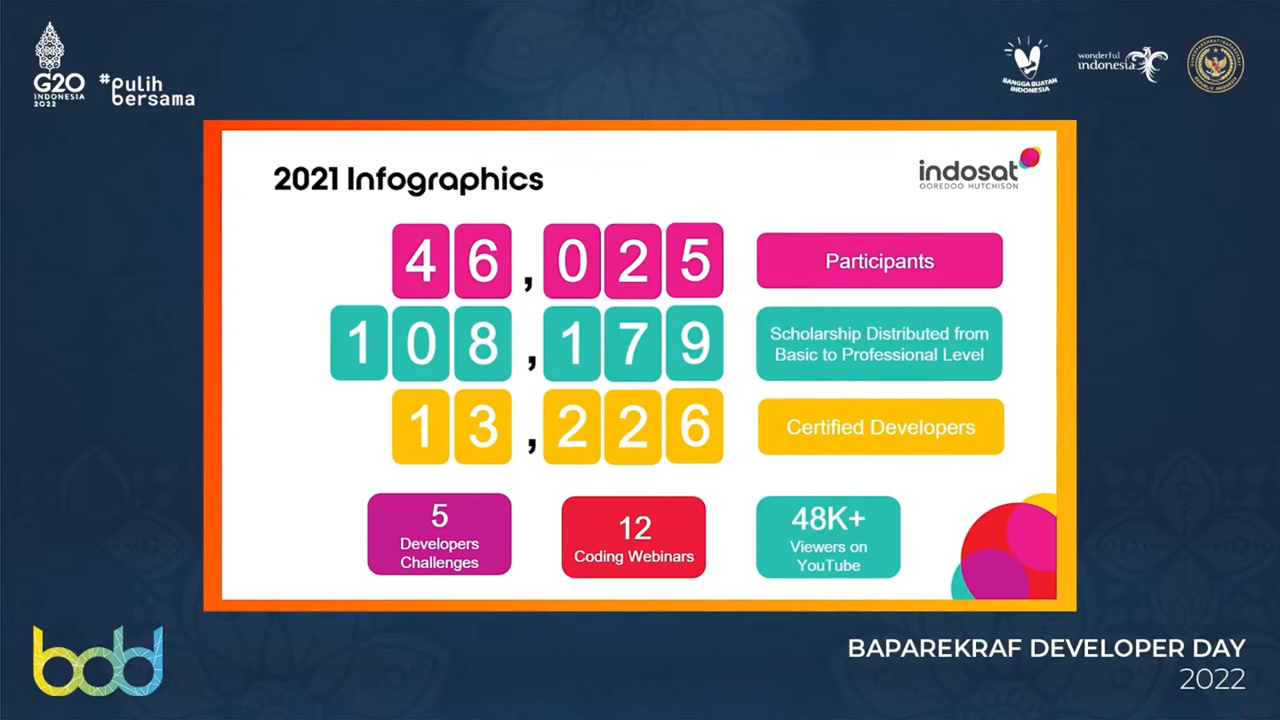 G20
INDONESIA
2022
#pulih
bersama
BANGGA BUATAN
INDONESIA
wonderful
indonesia
2021 Infographics
indosat
OOREDOO HUTCHISON
46,025
Participants
108,179
Scholarship Distributed from
Basic to Professional Level
13,226
Certified Developers
5
Developers
Challenges
12
Coding Webinars
48K+
Viewers on
YouTube
bdd
BAPAREKRAF DEVELOPER DAY
2022